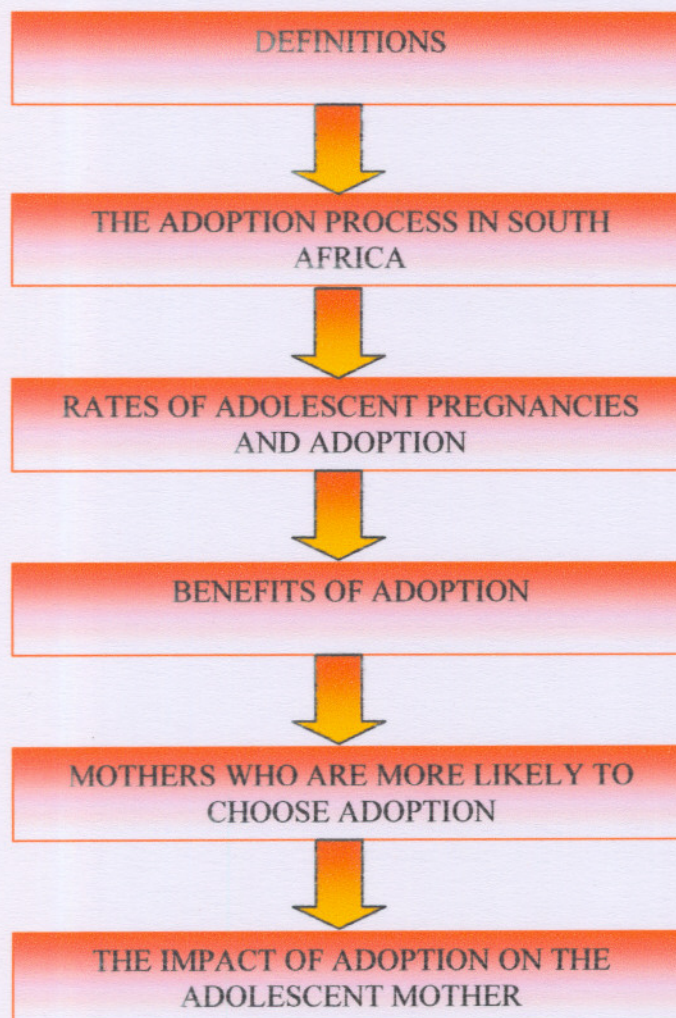 DEFINITIONS
THE ADOPTION PROCESS IN SOUTH
AFRICA
RATES OF ADOLESCENT PREGNANCIES
AND ADOPTION
BENEFITS OF ADOPTION
MOTHERS WHO ARE MORE LIKELY TO
CHOOSE ADOPTION
THE IMPACT OF ADOPTION ON THE
ADOLESCENT MOTHER